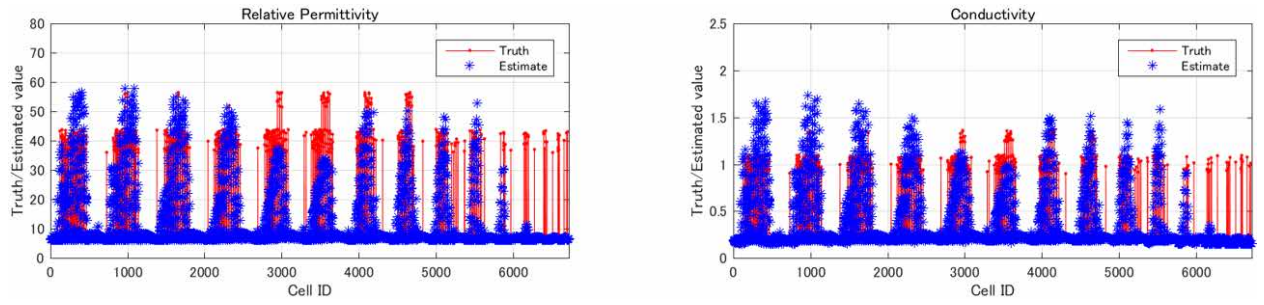 Relative Permittivity
Truth/Estimated value
80
70
60
50
40
30
20
10
0
0 1000 2000 3000 4000 5000 6000
Cell ID
Truth
Estimate
Conductivity
Truth/Estimated value
2.5
2
1.5
1
0.5
0
0 1000 2000 3000 4000 5000 6000
Cell ID
Truth
Estimate